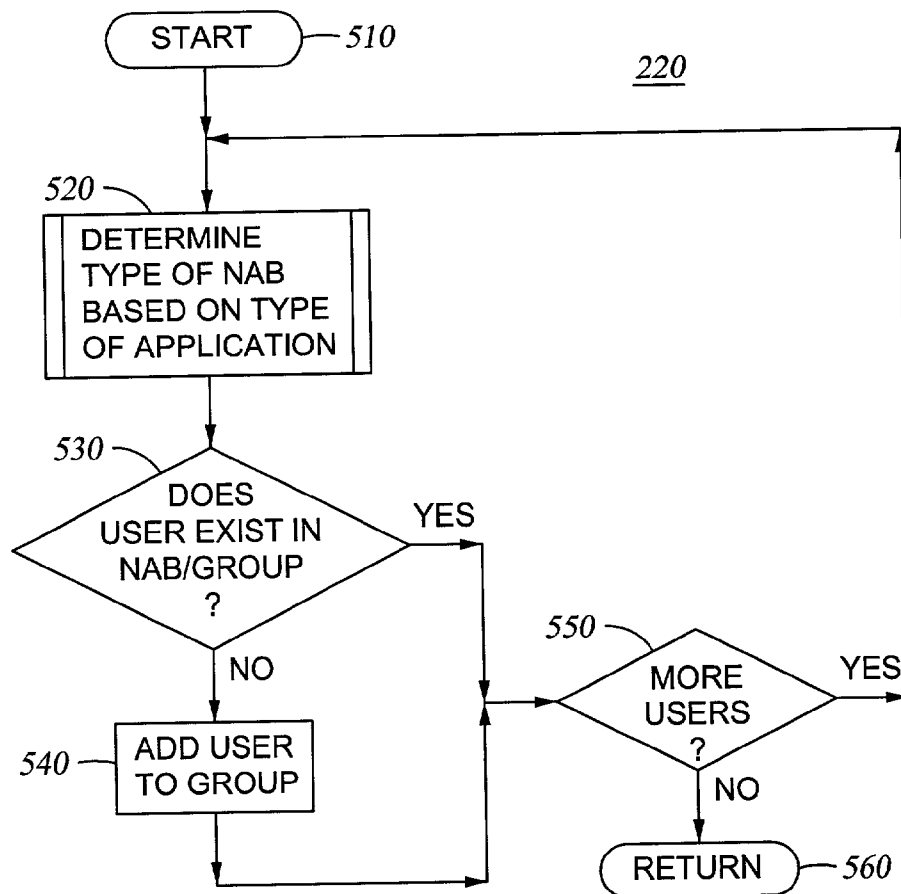 START
510
220
520
DETERMINE
TYPE OF NAB
BASED ON TYPE
OF APPLICATION
530
DOES
USER EXIST IN
NAB/GROUP
?
YES
NO
540
ADD USER
TO GROUP
550
MORE
USERS
?
YES
NO
RETURN
560